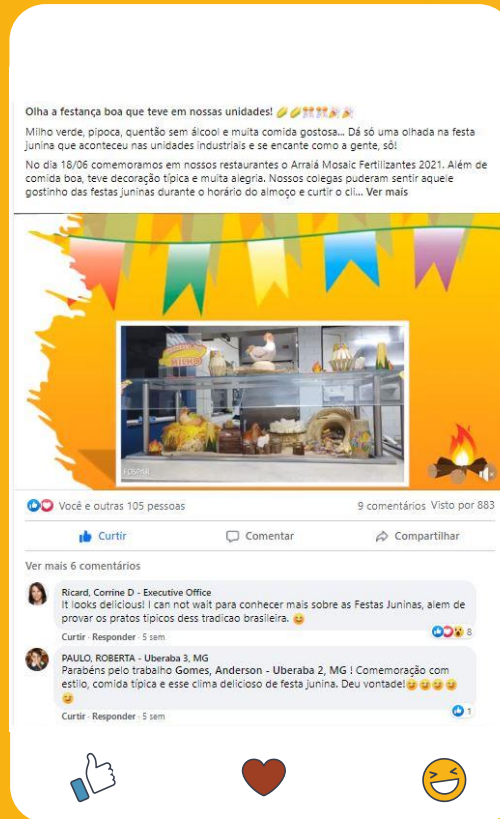 Olha a festança boa que teve em nossas unidades!
Milho verde, pipoca, quentão sem álcool e muita comida gostosa... Dá só uma olhada na festa
junina que aconteceu nas unidades industriais e se encante como a gente, sô!
No dia 18/06 comemoramos em nossos restaurantes o Arraiá Mosaic Fertilizantes 2021. Além de
comida boa, teve decoração típica e muita alegria. Nossos colegas puderam sentir aquele
gostinho das festas juninas durante o horário do almoço e curtir o cli... Ver mais
MILHO
FOSPAR
Você e outras 105 pessoas
9 comentários Visto por 883
Curtir
Comentar
Compartilhar
Ver mais 6 comentários
Ricard, Corrine D - Executive Office
It looks delicious! I can not wait para conhecer mais sobre as Festas Juninas, alem de
provar os pratos tipicos dess tradicao brasileira.
8
Curtir · Responder · 5 sem
PAULO, ROBERTA - Uberaba 3, MG
Parabéns pelo trabalho Gomes, Anderson - Uberaba 2, MG ! Comemoração com
estilo, comida típica e esse clima delicioso de festa junina. Deu vontade!
1
Curtir · Responder · 5 sem